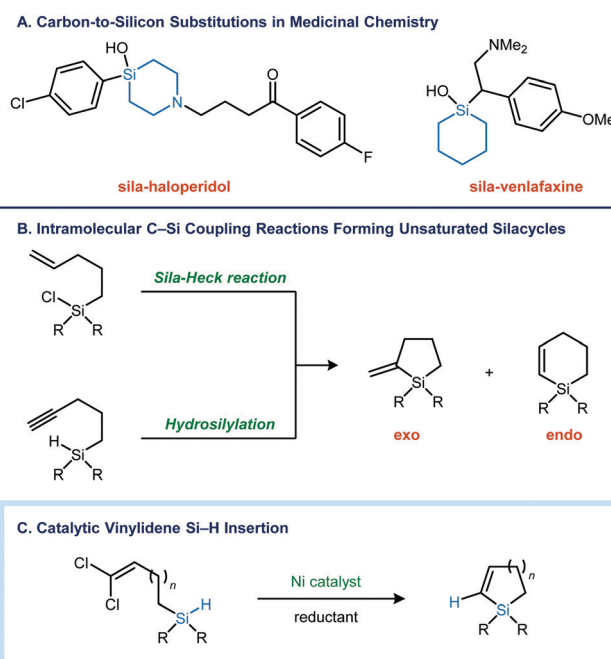 A. Carbon-to-Silicon Substitutions in Medicinal Chemistry
HO
Si
Cl
N
O
F
sila-haloperidol
NMe2
HO
Si
OMe
sila-venlafaxine
B. Intramolecular C–Si Coupling Reactions Forming Unsaturated Silacycles
Cl
Si
R R
Sila-Heck reaction
H
Si
R R
Hydrosilylation
Si
R R
exo
+
Si
R R
endo
C. Catalytic Vinylidene Si–H Insertion
Cl
Cl
( )n
H
Si
R R
Ni catalyst
reductant
( )n
H
Si
R R